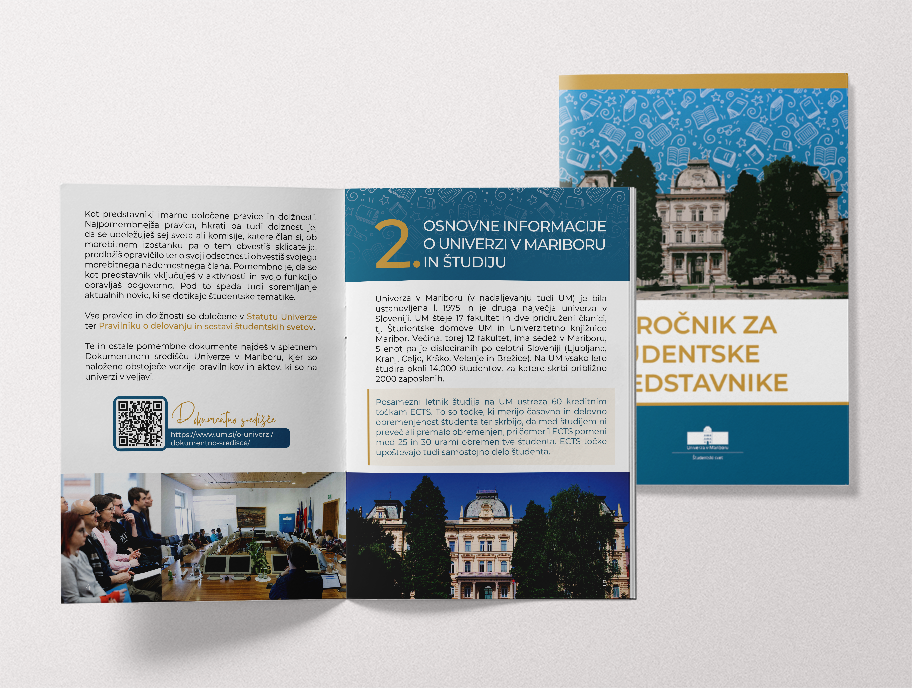 Kot predstavnik imamo določene pravice in dolžnosti.
Najpomembnejša pravica, hkrati pa tudi dolžnost je,
da se udeležuješ sej sveta ali komisije, katere član si, ob
morebitnem izostanku pa o tem obvestiš sklicatelja,
predložiš opravičilo ter o svoji odsotnosti obvestiš svojega
morebitnega nadomestnega člana. Pomembno je, da se
kot predstavnik vključuješ v aktivnosti in svojo funkcijo
opravljaš odgovorno. Pod to spada tudi spremljanje
aktualnih novic, ki se dotikajo študentske tematike.
Vse pravice in dolžnosti so določene v Statutu Univerze
ter Pravilniku o delovanju in sestavi študentskih svetov.
Te in ostale pomembne dokumente najdeš v spletnem
Dokumentnem središču Univerze v Mariboru, kjer so
naložene obstoječe verzije pravilnikov in aktov, ki so na
univerzi v veljavi.
Dokumentno središče
https://www.um.si/o-univerzi/
dokumentno-sredisce/
2. OSNOVNE INFORMACIJE
O UNIVERZI V MARIBORU
IN ŠTUDIJU
Univerza v Mariboru (v nadaljevanju tudi UM) je bila
ustanovljena l. 1975 in je druga največja univerza v
Sloveniji. UM šteje 17 fakultet in dve pridruženi članici,
tj. Študentske domove UM in Univerzitetno knjižnico
Maribor. Večina, torej 12 fakultet, ima sedež v Mariboru,
5 enot pa je dislociranih po celotni Sloveniji (Ljubljana,
Kranj, Celje, Krško, Velenje in Brežice). Na UM vsako leto
študira okoli 14.000 študentov, za katere skrbi približno
2000 zaposlenih.
Posamezni letnik študija na UM ustreza 60 kreditnim
točkam ECTS. To so točke, ki merijo časovno in delovno
obremenjenost študenta ter skrbijo, da med študijem ni
preveč ali premalo obremenjen, pri čemer 1 ECTS pomeni
med 25 in 30 urami obremenitve študenta. ECTS točke
upoštevajo tudi samostojno delo študenta.
ROČNIK ZA
UDENTSKE
EDSTAVNIKE
Univerza v Mariboru
Študentski svet